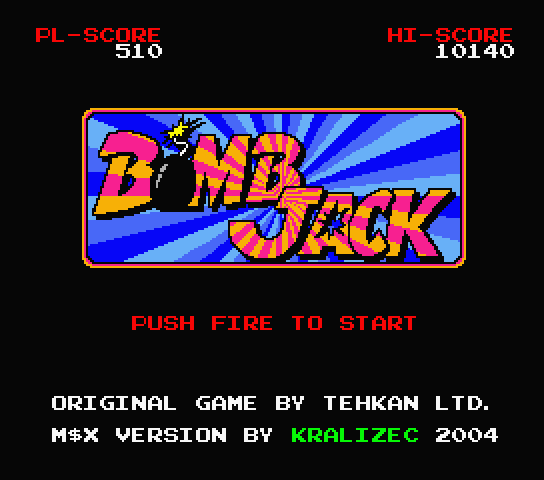 PL-SCORE HI-SCORE
510 10140
BOMB
JACK
PUSH FIRE TO START
ORIGINAL GAME BY TEHKAN LTD.
M$X VERSION BY KRALIZEC 2004